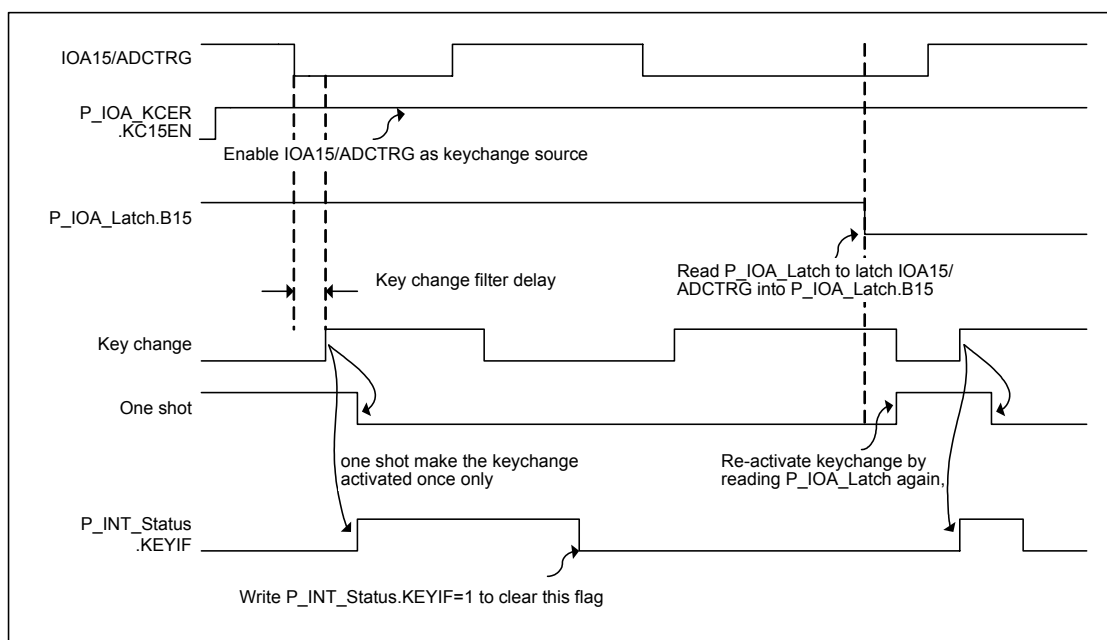 IOA15/ADCTRG
P_IOA_KCER
.KC15EN
Enable IOA15/ADCTRG as keychange source
P_IOA_Latch.B15
Read P_IOA_Latch to latch IOA15/
ADCTRG into P_IOA_Latch.B15
Key change filter delay
Key change
One shot
one shot make the keychange
activated once only
Re-activate keychange by
reading P_IOA_Latch again,
P_INT_Status
.KEYIF
Write P_INT_Status.KEYIF=1 to clear this flag